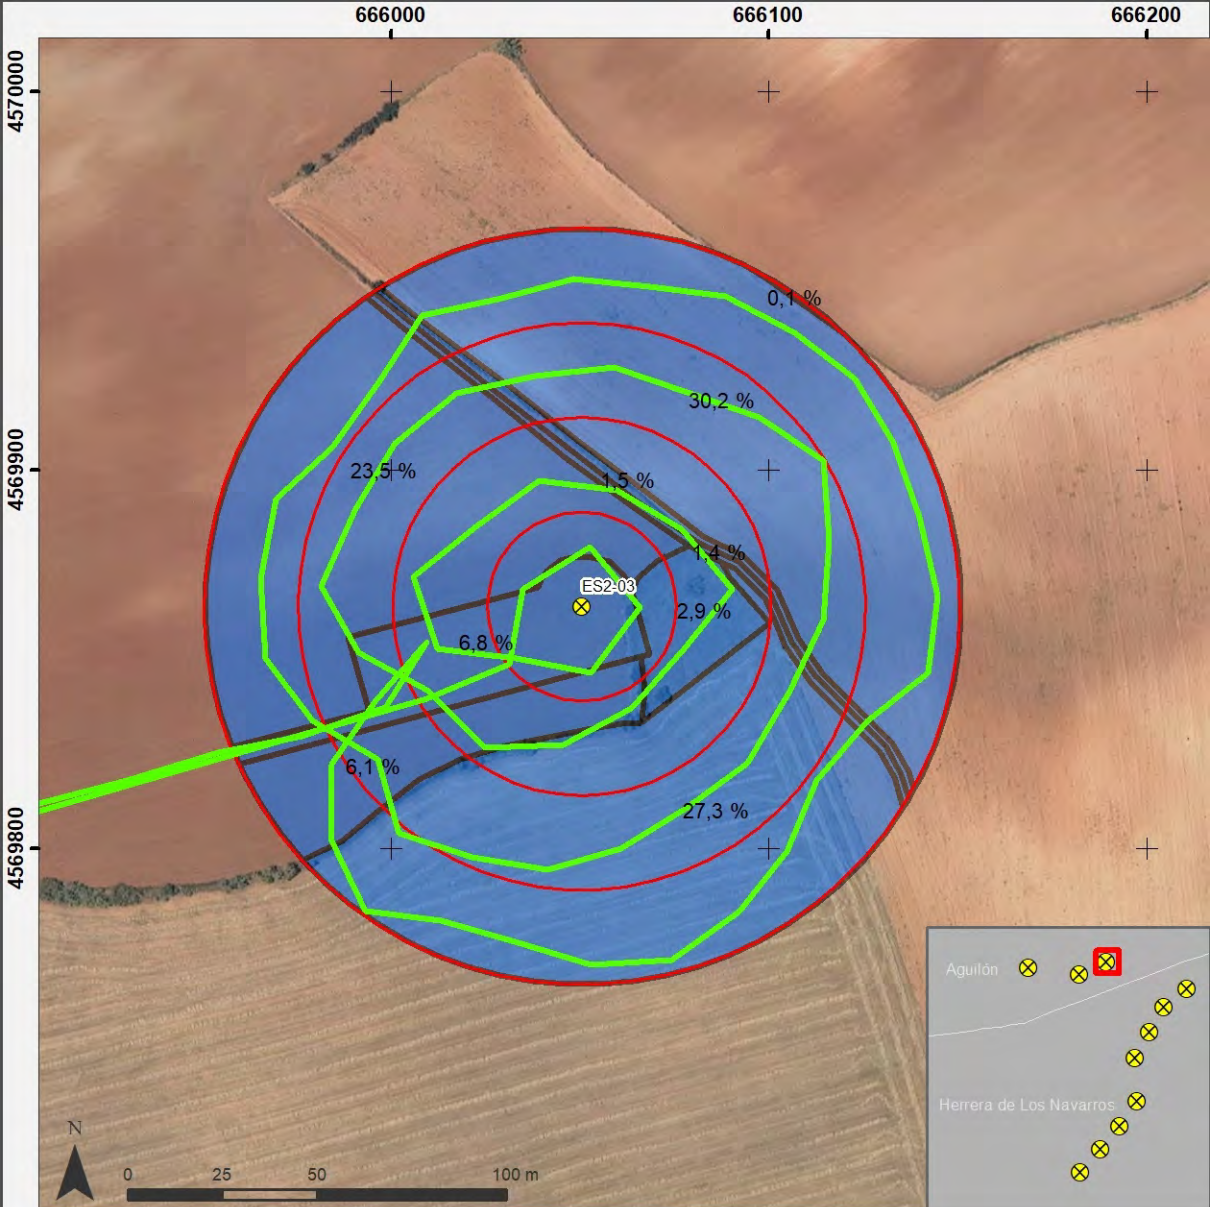 666000 666100 666200
4570000
4569900
4569800
0,1 %
30,2 %
23,5 %
1,5 %
1,4 %
ES2-03
2,9 %
6,8 %
6,1 %
27,3 %
Aguilón
Herrera de Los Navarros
N
0 25 50 100 m